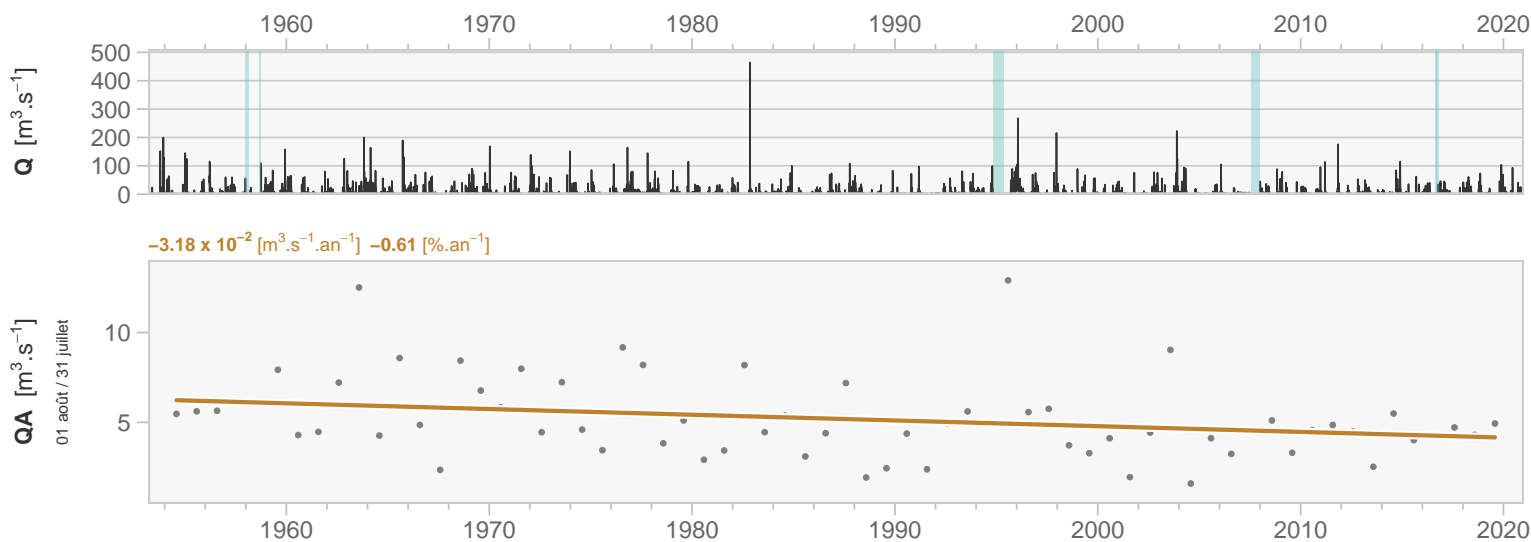 1960 1970 1980 1990 2000 2010 2020
Q [m³.s⁻¹]
500
400
300
200
100
0
−3.18 x 10⁻² [m³.s⁻¹.an⁻¹] −0.61 [%.an⁻¹]
QA [m³.s⁻¹]
01 août / 31 juillet
10
5
1960 1970 1980 1990 2000 2010 2020